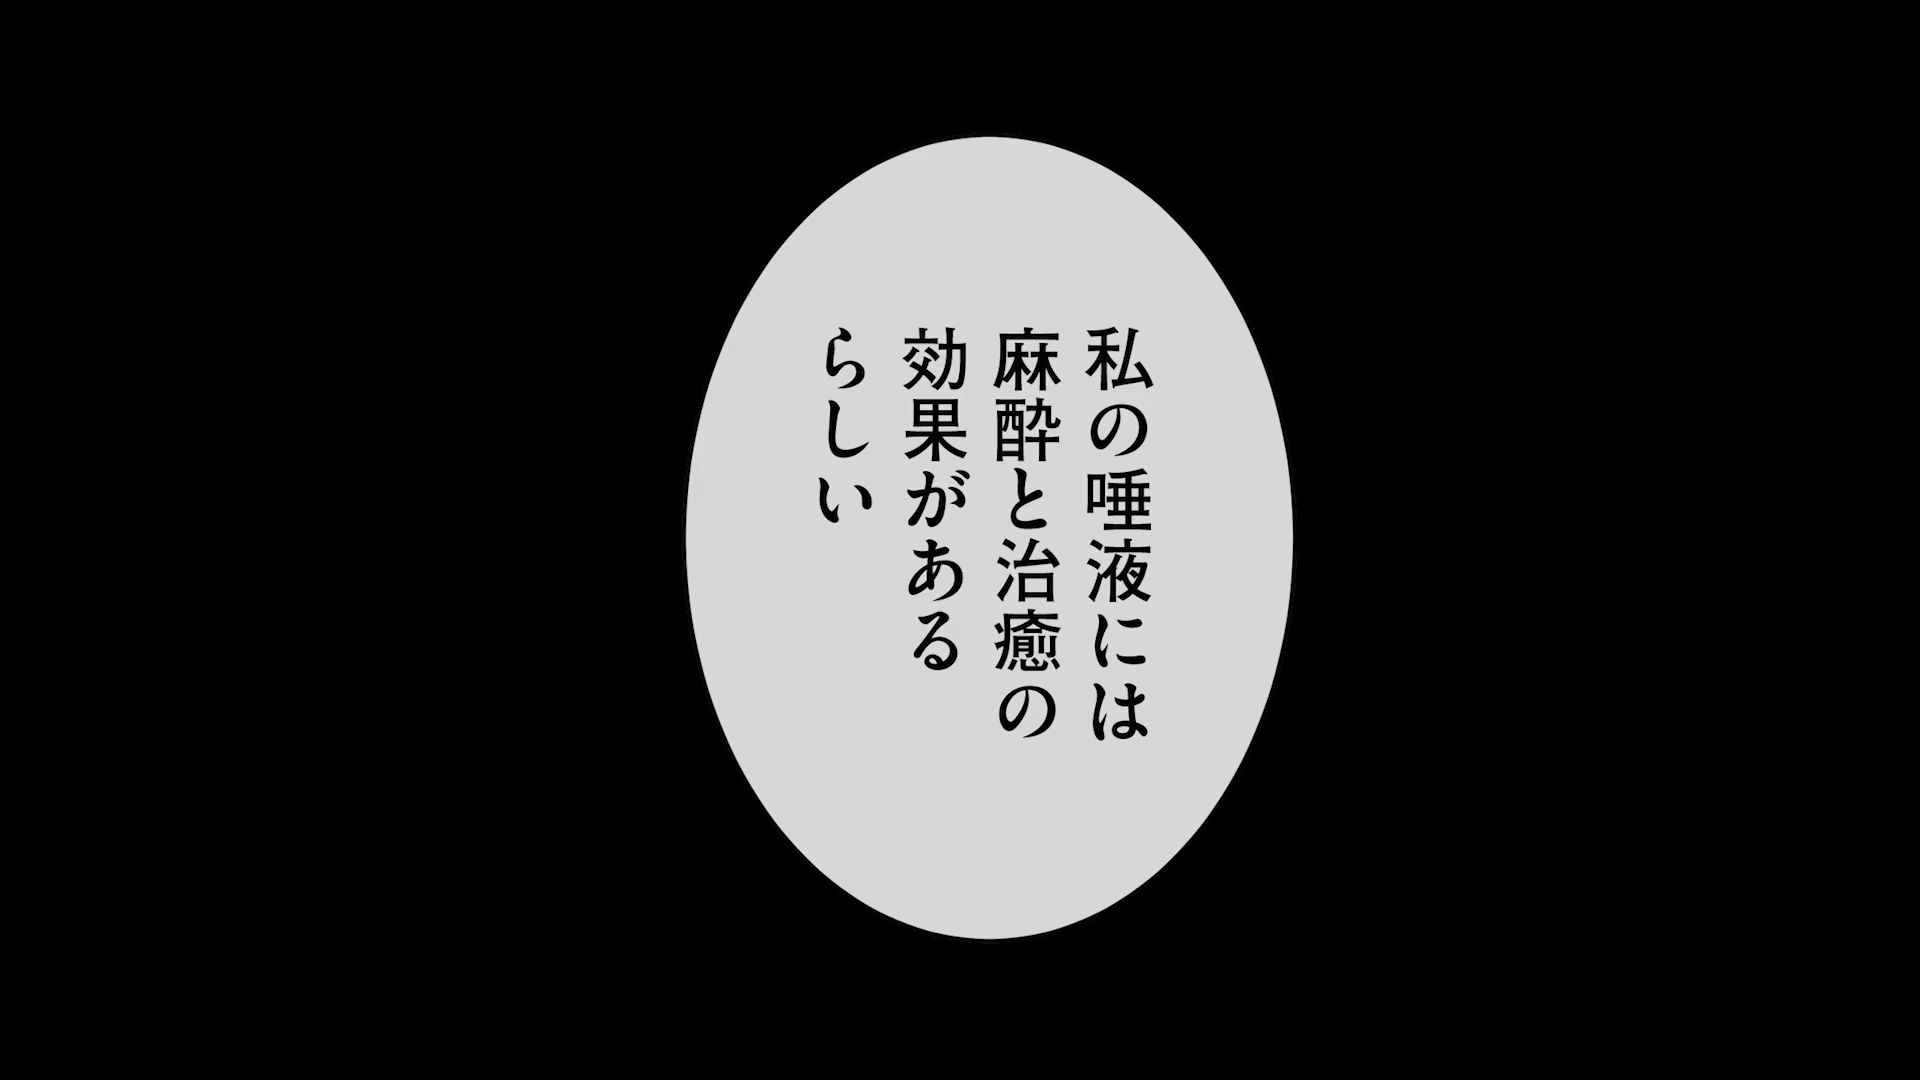 私の唾液には
麻酔と治癒の
効果がある
らしい